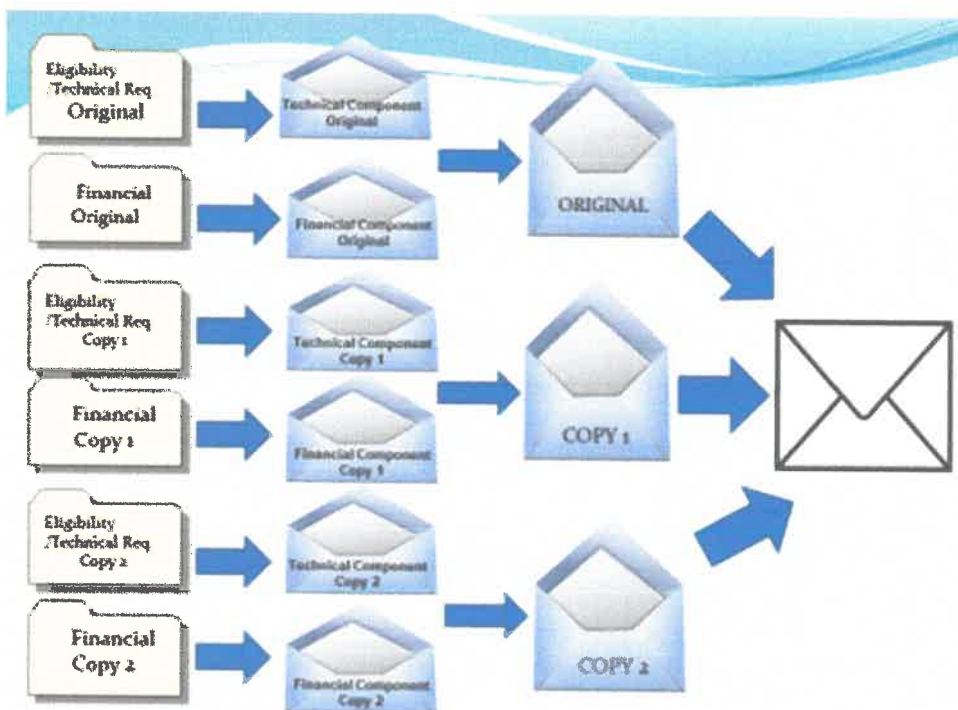 Eligibility
/Technical Req
Original
Technical Component
Original
ORIGINAL
Financial
Original
Financial Component
Original
Eligibility
/Technical Req
Copy 1
Technical Component
Copy 1
COPY 1
Financial
Copy 1
Financial Component
Copy 1
Eligibility
/Technical Req
Copy 2
Technical Component
Copy 2
COPY 2
Financial
Copy 2
Financial Component
Copy 2